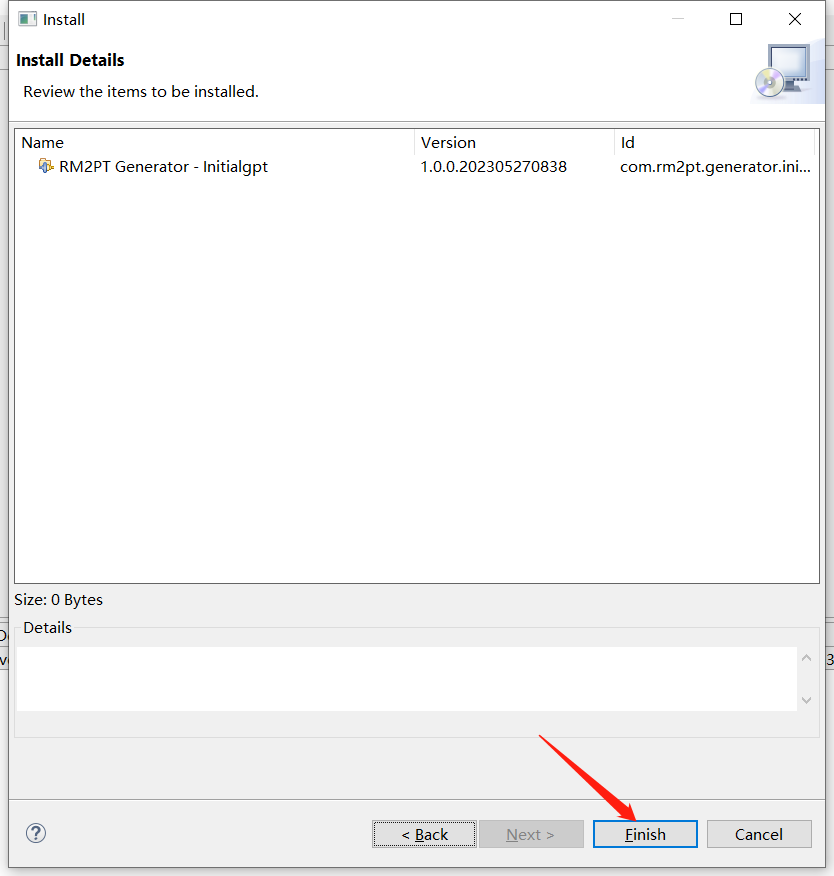 Install
Install Details
Review the items to be installed.
Name Version Id
RM2PT Generator - Initialgpt 1.0.0.202305270838 com.rm2pt.generator.ini...
Size: 0 Bytes
Details
< Back Next > Finish Cancel